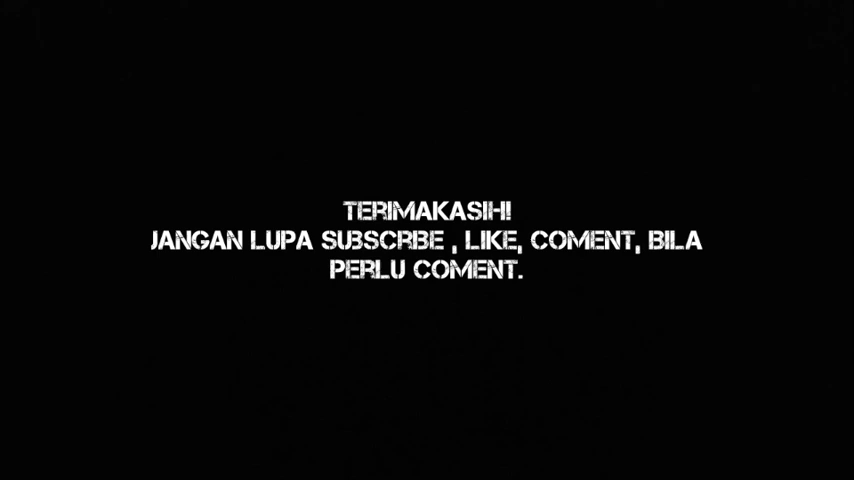 TERIMAKASIH!
JANGAN LUPA SUBSCRBE , LIKE, COMENT, BILA
PERLU COMENT.